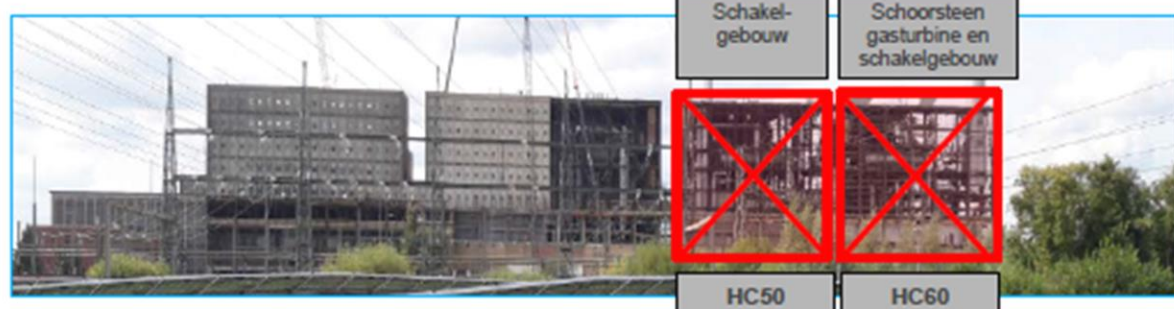 Schakel-
gebouw
Schoorsteen
gasturbine en
schakelgebouw
HC50
HC60